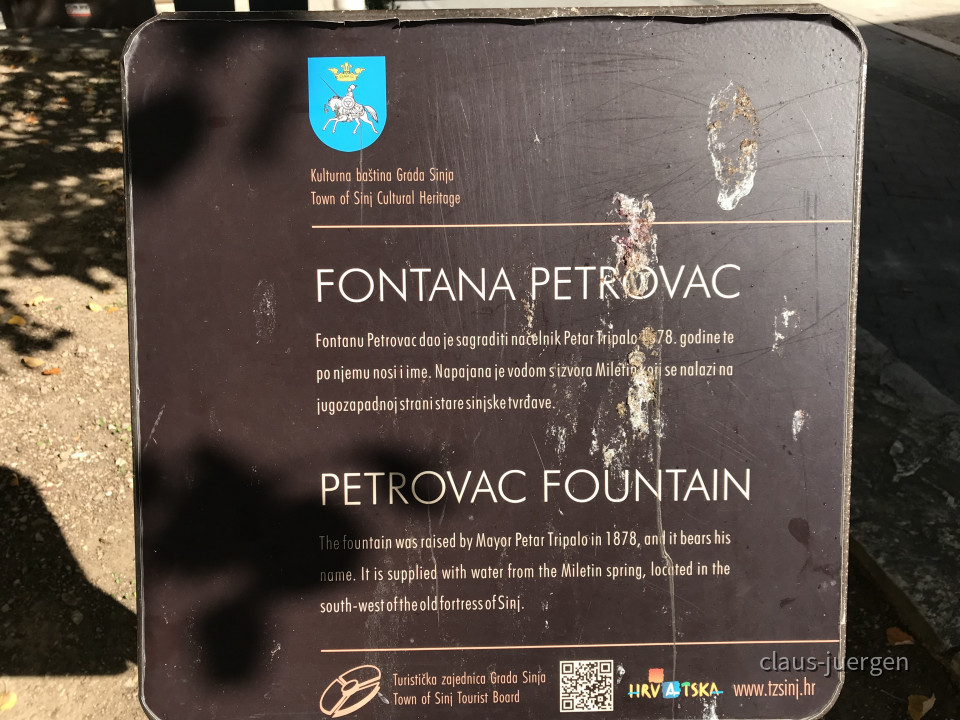 Kulturna baština Grada Sinja
Town of Sinj Cultural Heritage
FONTANA PETROVAC
Fontanu Petrovac dao je sagraditi načelnik Petar Tripalo 1878. godine te
po njemu nosi i ime. Napajana je vodom s izvora Miletin koji se nalazi na
jugozapadnoj strani stare sinjske tvrđave.
PETROVAC FOUNTAIN
The fountain was raised by Mayor Petar Tripalo in 1878, and it bears his
name. It is supplied with water from the Miletin spring, located in the
south-west of the old fortress of Sinj.
Turistička zajednica Grada Sinja
Town of Sinj Tourist Board
HRVATSKA
www.tzsinj.hr
claus-juergen